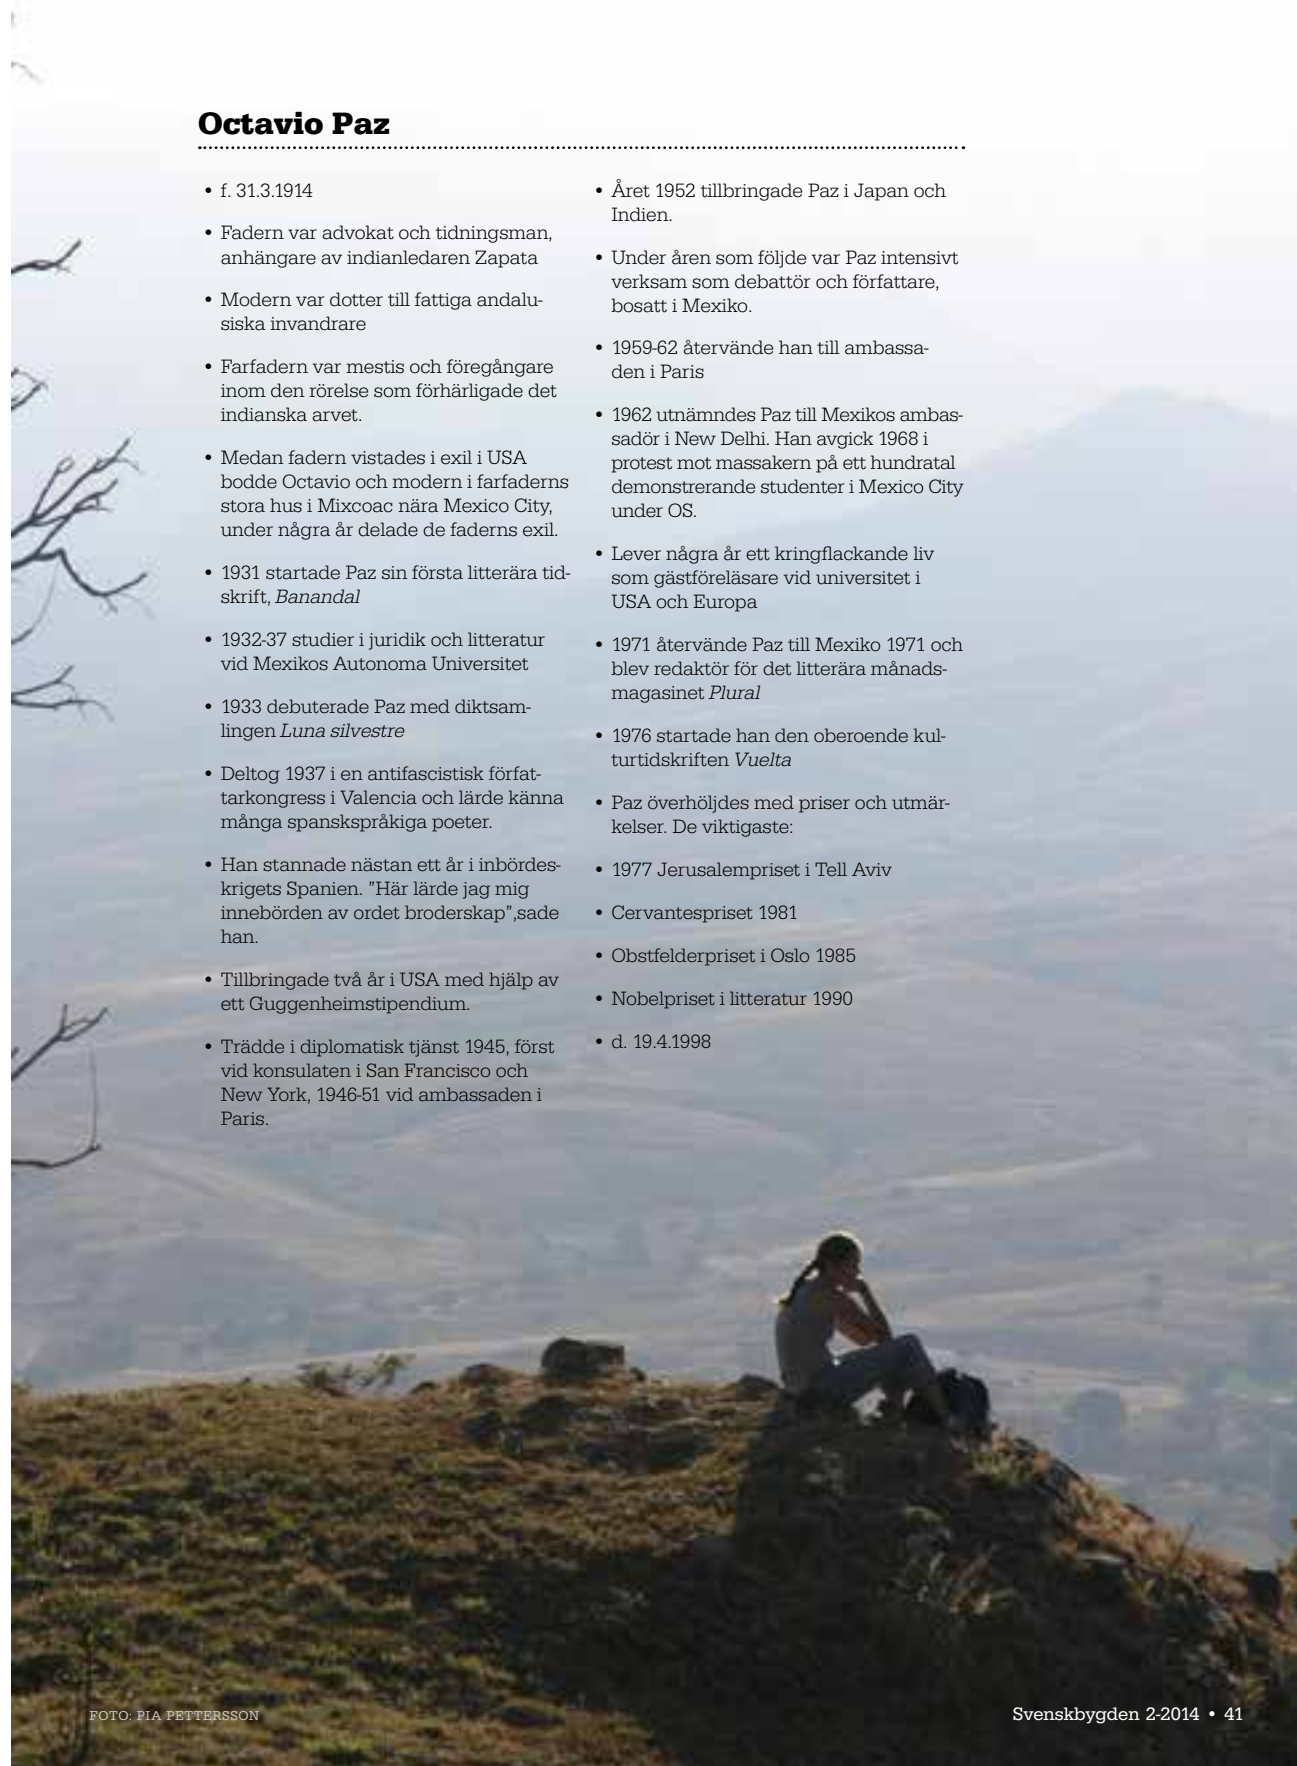 Octavio Paz
• f. 31.3.1914
• Fadern var advokat och tidningsman,
anhängare av indianledaren Zapata
• Modern var dotter till fattiga andalu-
siska invandrare
• Farfadern var mestis och föregångare
inom den rörelse som förhärligade det
indianska arvet.
• Medan fadern vistades i exil i USA
bodde Octavio och modern i farfaderns
stora hus i Mixcoac nära Mexico City,
under några år delade de faderns exil.
• 1931 startade Paz sin första litterära tid-
skrift, Banandal
• 1932-37 studier i juridik och litteratur
vid Mexikos Autonoma Universitet
• 1933 debuterade Paz med diktsam-
lingen Luna silvestre
• Deltog 1937 i en antifascistisk förfat-
tarkongress i Valencia och lärde känna
många spanskspråkiga poeter.
• Han stannade nästan ett år i inbördes-
krigets Spanien. ”Här lärde jag mig
innebörden av ordet broderskap”,sade
han.
• Tillbringade två år i USA med hjälp av
ett Guggenheimstipendium.
• Trädde i diplomatisk tjänst 1945, först
vid konsulaten i San Francisco och
New York, 1946-51 vid ambassaden i
Paris.
• Året 1952 tillbringade Paz i Japan och
Indien.
• Under åren som följde var Paz intensivt
verksam som debattör och författare,
bosatt i Mexiko.
• 1959-62 återvände han till ambassa-
den i Paris
• 1962 utnämndes Paz till Mexikos ambas-
sadör i New Delhi. Han avgick 1968 i
protest mot massakern på ett hundratal
demonstrerande studenter i Mexico City
under OS.
• Lever några år ett kringflackande liv
som gästföreläsare vid universitet i
USA och Europa
• 1971 återvände Paz till Mexiko 1971 och
blev redaktör för det litterära månads-
magasinet Plural
• 1976 startade han den oberoende kul-
turtidskriften Vuelta
• Paz överhöljdes med priser och utmär-
kelser. De viktigaste:
• 1977 Jerusalempriset i Tell Aviv
• Cervantespriset 1981
• Obstfelderpriset i Oslo 1985
• Nobelpriset i litteratur 1990
• d. 19.4.1998
FOTO: PIA PETTERSSON
Svenskbygden 2-2014 • 41